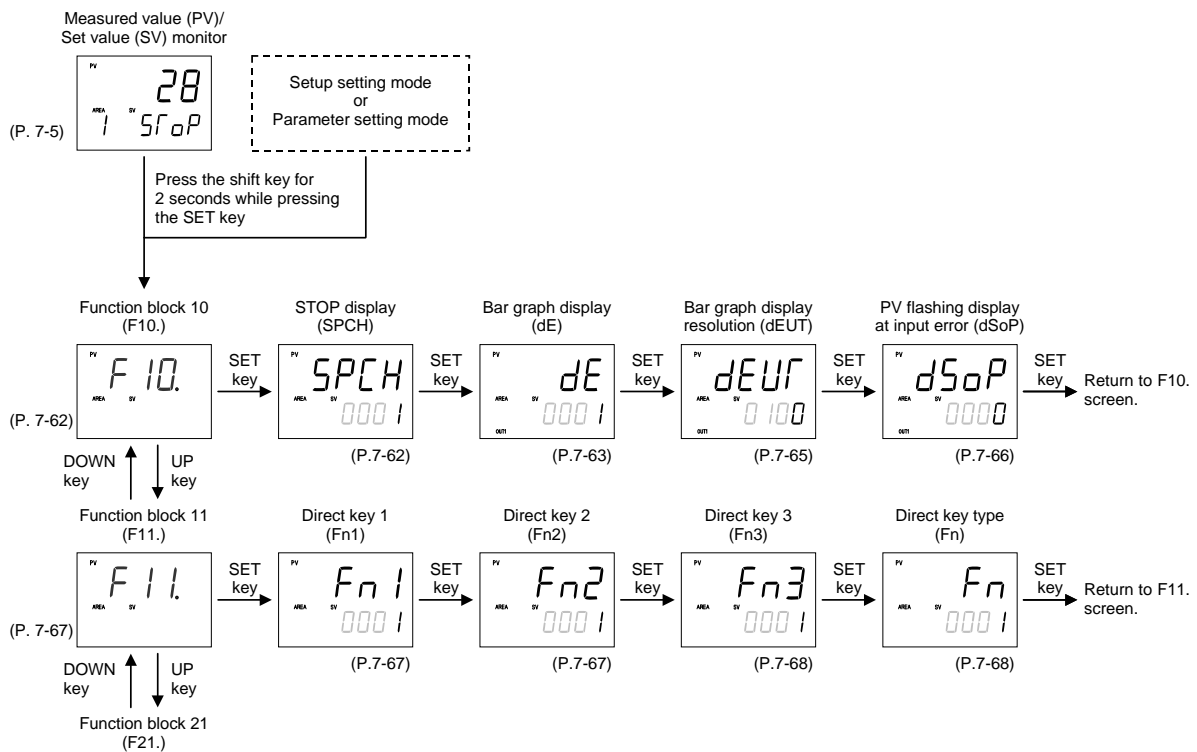 Measured value (PV)/
Set value (SV) monitor
PV
28
AREA
SV
1
SToP
(P. 7-5)
Setup setting mode
or
Parameter setting mode
Press the shift key for
2 seconds while pressing
the SET key
Function block 10
(F10.)
STOP display
(SPCH)
Bar graph display
(dE)
Bar graph display
resolution (dEUT)
PV flashing display
at input error (dSoP)
PV
F 10.
AREA SV
(P. 7-62)
SET
key
PV
SPCH
AREA SV
0001
(P.7-62)
SET
key
PV
dE
AREA SV
0001
OUT1
(P.7-63)
SET
key
PV
dEUT
AREA SV
0100
OUT1
(P.7-65)
SET
key
PV
dSoP
AREA SV
0000
OUT1
(P.7-66)
SET
key
Return to F10.
screen.
DOWN
key
UP
key
Function block 11
(F11.)
Direct key 1
(Fn1)
Direct key 2
(Fn2)
Direct key 3
(Fn3)
Direct key type
(Fn)
PV
F 11.
AREA SV
(P. 7-67)
SET
key
PV
Fn1
AREA SV
0001
(P.7-67)
SET
key
PV
Fn2
AREA SV
0001
(P.7-67)
SET
key
PV
Fn3
AREA SV
0001
(P.7-68)
SET
key
PV
Fn
AREA SV
0001
(P.7-68)
SET
key
Return to F11.
screen.
DOWN
key
UP
key
Function block 21
(F21.)